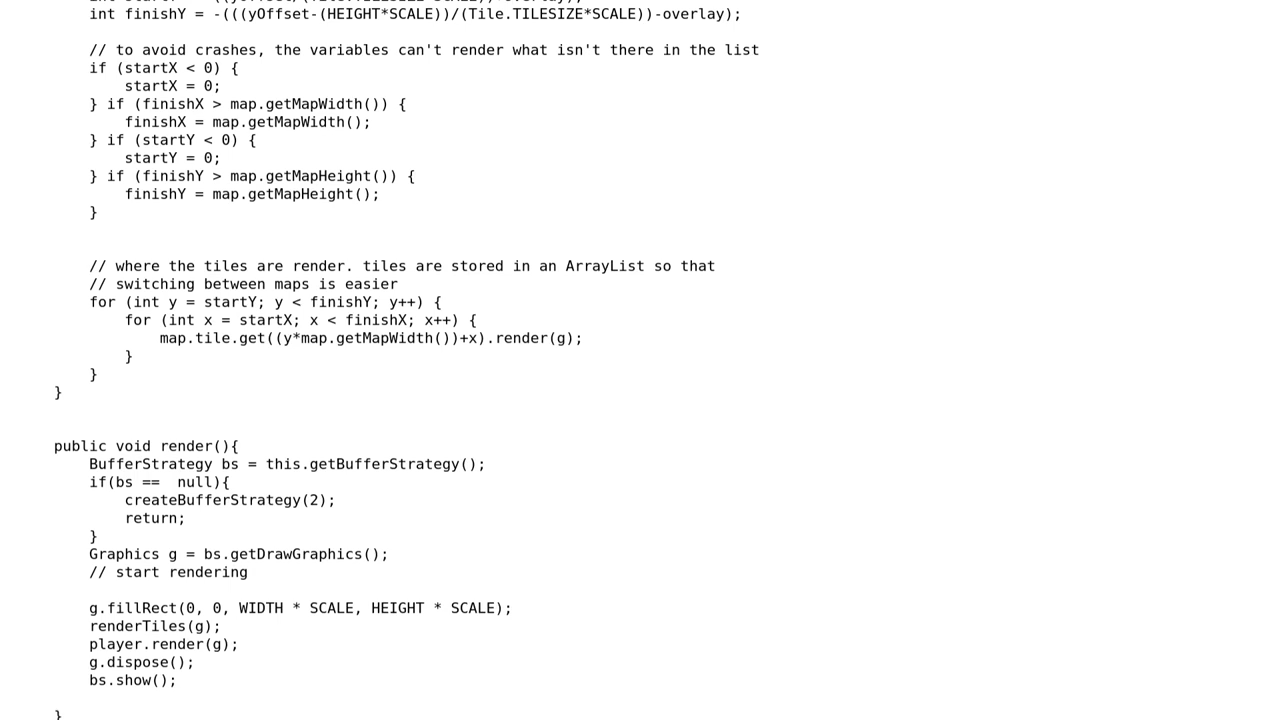 int finishY = -(((yOffset-(HEIGHT*SCALE))/(Tile.TILESIZE*SCALE))-overlay);
// to avoid crashes, the variables can't render what isn't there in the list
if (startX < 0) {
startX = 0;
} if (finishX > map.getMapWidth()) {
finishX = map.getMapWidth();
} if (startY < 0) {
startY = 0;
} if (finishY > map.getMapHeight()) {
finishY = map.getMapHeight();
}
// where the tiles are render. tiles are stored in an ArrayList so that
// switching between maps is easier
for (int y = startY; y < finishY; y++) {
for (int x = startX; x < finishX; x++) {
map.tile.get((y*map.getMapWidth())+x).render(g);
}
}
}
public void render(){
BufferStrategy bs = this.getBufferStrategy();
if(bs ==  null){
createBufferStrategy(2);
return;
}
Graphics g = bs.getDrawGraphics();
// start rendering
g.fillRect(0, 0, WIDTH * SCALE, HEIGHT * SCALE);
renderTiles(g);
player.render(g);
g.dispose();
bs.show();
}